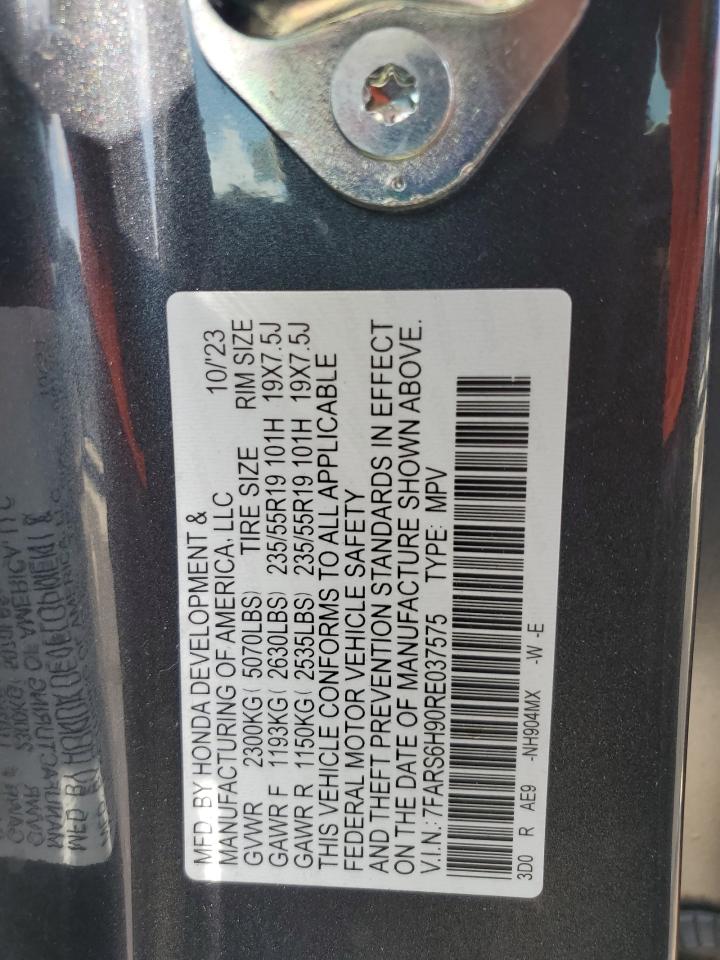 MFD. BY HONDA DEVELOPMENT &
MANUFACTURING OF AMERICA, LLC 10/'23
GVWR 2300KG( 5070LBS) TIRE SIZE RIM SIZE
GAWR F 1193KG( 2630LBS) 235/55R19 101H 19X7.5J
GAWR R 1150KG( 2535LBS) 235/55R19 101H 19X7.5J
THIS VEHICLE CONFORMS TO ALL APPLICABLE
FEDERAL MOTOR VEHICLE SAFETY
AND THEFT PREVENTION STANDARDS IN EFFECT
ON THE DATE OF MANUFACTURE SHOWN ABOVE.
V.I.N.: 7FARS6H90RE037575 TYPE: MPV
3D0 R AE9 -NH904MX -W -E